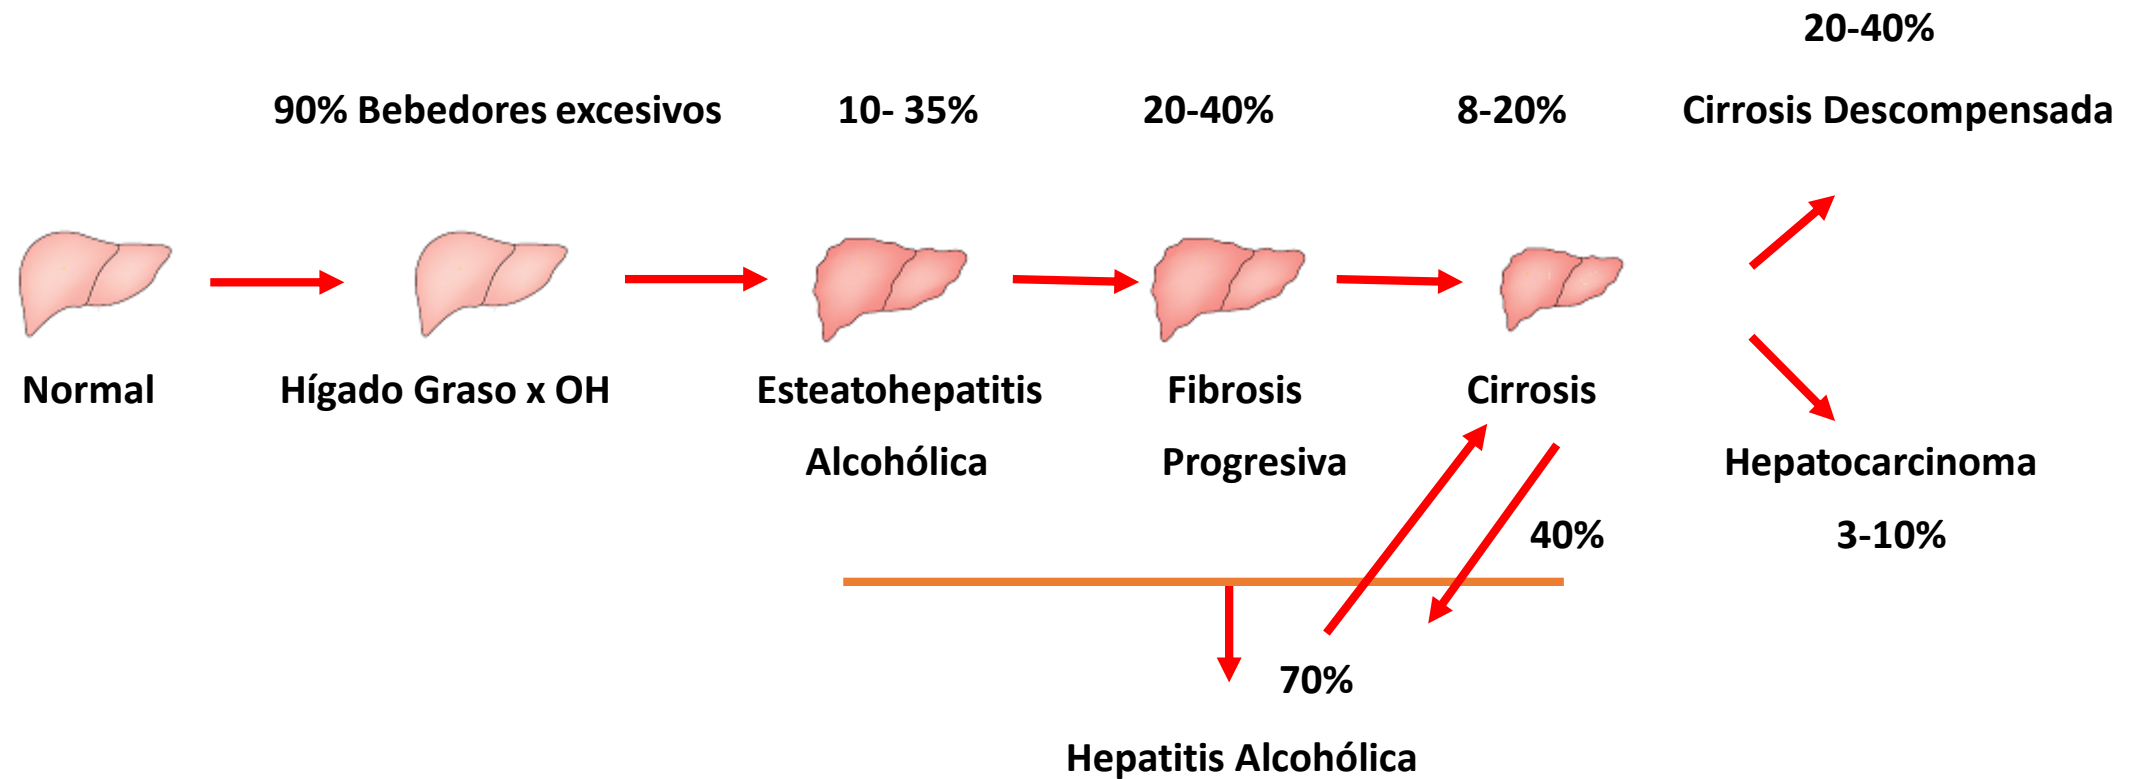 20-40%
90% Bebedores excesivos
10- 35%
20-40%
8-20%
Cirrosis Descompensada
Normal
Hígado Graso x OH
Esteatohepatitis
Alcohólica
Fibrosis
Progresiva
Cirrosis
Hepatocarcinoma
3-10%
40%
70%
Hepatitis Alcohólica